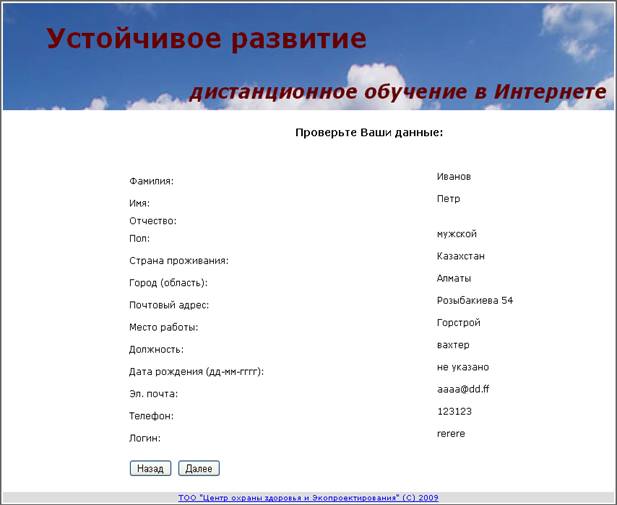 Устойчивое развитие
дистанционное обучение в Интернете
Проверьте Ваши данные:
Фамилия: Иванов
Имя: Петр
Отчество:
Пол: мужской
Страна проживания: Казахстан
Город (область): Алматы
Почтовый адрес: Розыбакиева 54
Место работы: Горстрой
Должность: вахтер
Дата рождения (дд-мм-гггг): не указано
Эл. почта: aaaa@dd.ff
Телефон: 123123
Логин: rerere
Назад Далее
ТОО "Центр охраны здоровья и Экопроектирования" (C) 2009